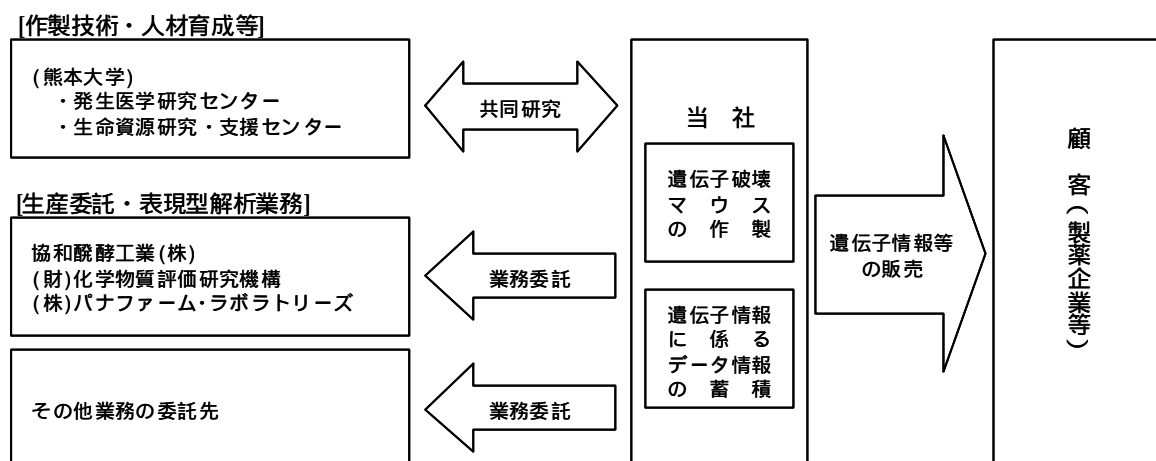 [作製技術・人材育成等]
(熊本大学)
・発生医学研究センター
・生命資源研究・支援センター
共同研究
[生産委託・表現型解析業務]
協和醗酵工業(株)
(財)化学物質評価研究機構
(株)パナファーム・ラボラトリーズ
業務委託
その他業務の委託先
業務委託
当 社
遺伝子破壊
マウス
の作製
遺伝子情報
に係る
データ情報
の蓄積
遺伝子情報等
の販売
顧客(製薬企業等)